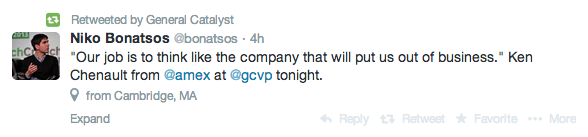 Retweeted by General Catalyst
Niko Bonatsos @bonatsos · 4h
"Our job is to think like the company that will put us out of business." Ken
Chenault from @amex at @gcvp tonight.
from Cambridge, MA
Expand Reply Retweet Favorite More